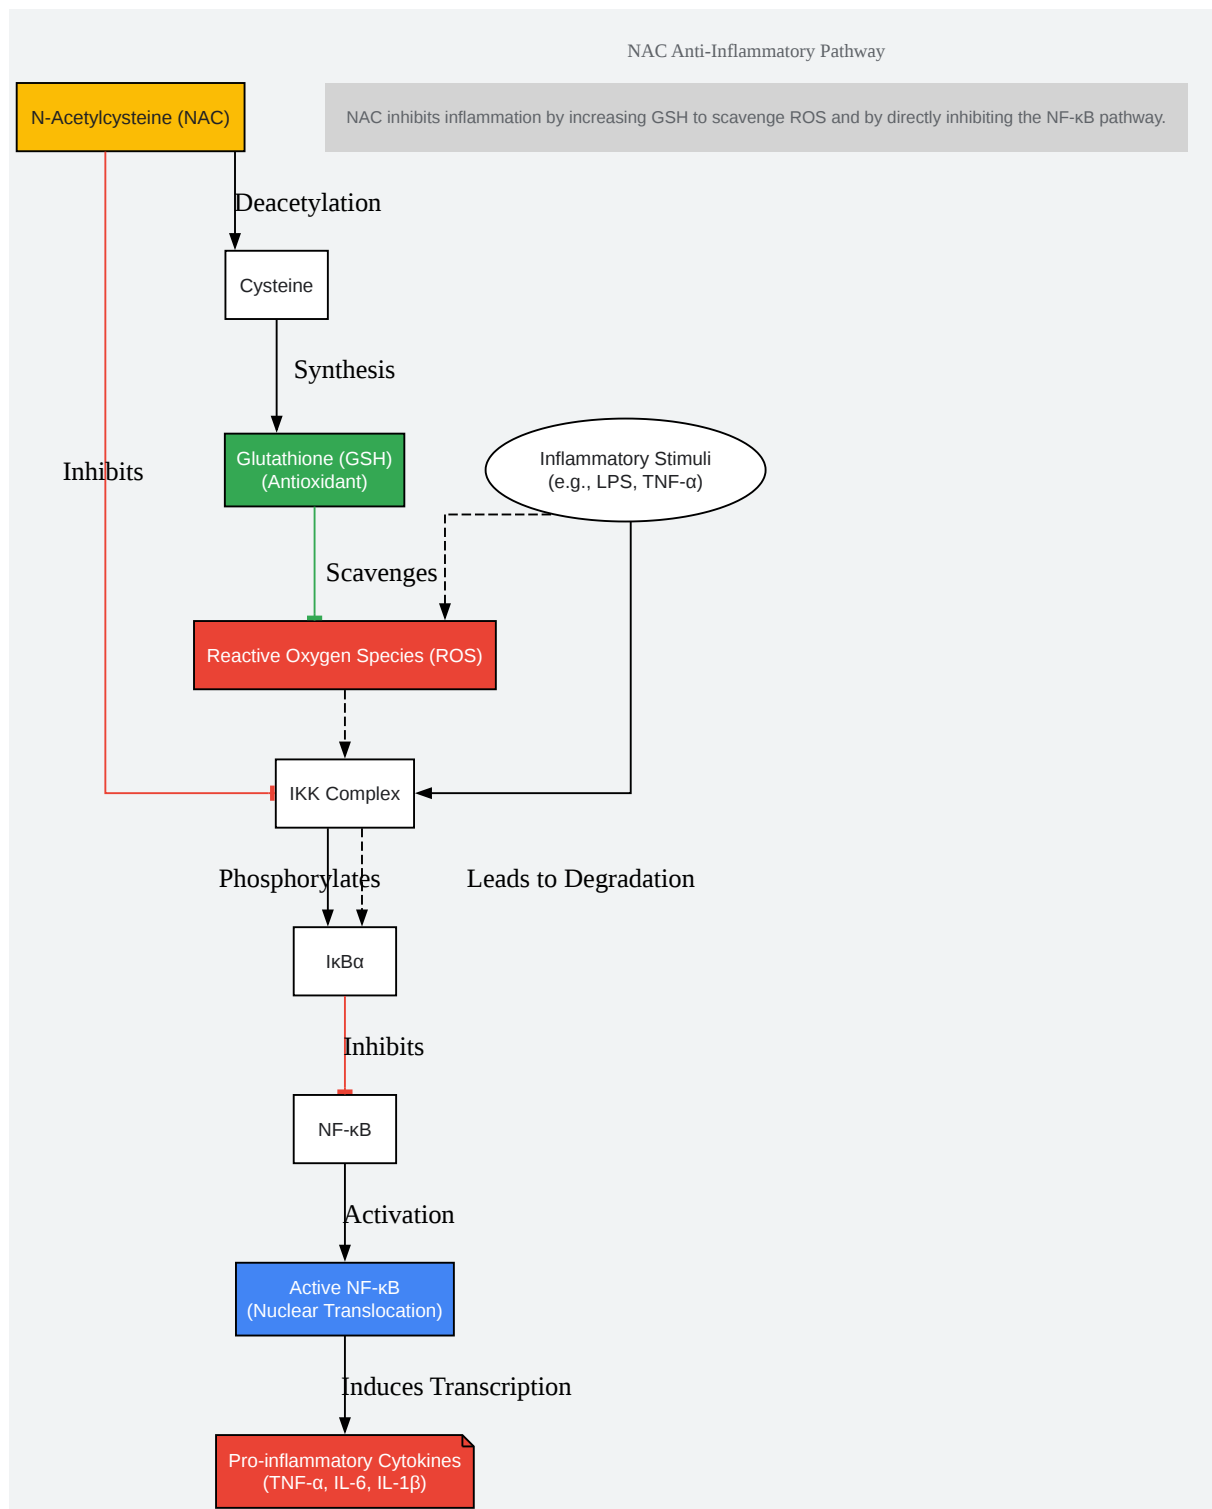 NAC Anti-Inflammatory Pathway
N-Acetylcysteine (NAC)
NAC inhibits inflammation by increasing GSH to scavenge ROS and by directly inhibiting the NF-κB pathway.
Deacetylation
Cysteine
Synthesis
Glutathione (GSH)
(Antioxidant)
Inflammatory Stimuli
(e.g., LPS, TNF-α)
Inhibits
Scavenges
Reactive Oxygen Species (ROS)
IKK Complex
Phosphorylates
Leads to Degradation
IκBα
Inhibits
NF-κB
Activation
Active NF-κB
(Nuclear Translocation)
Induces Transcription
Pro-inflammatory Cytokines
(TNF-α, IL-6, IL-1β)